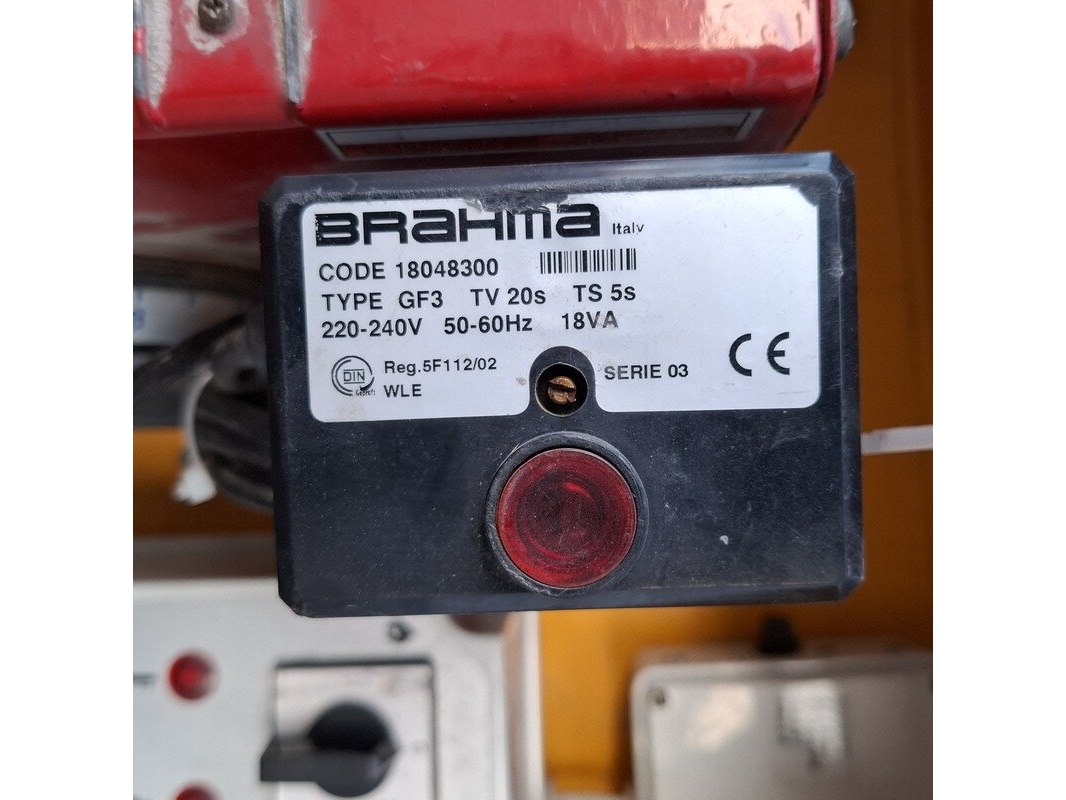 BRAHMA Italy
CODE 18048300
TYPE GF3 TV 20s TS 5s
220-240V 50-60Hz 18VA
DIN Reg.5F112/02
WLE
SERIE 03
CE